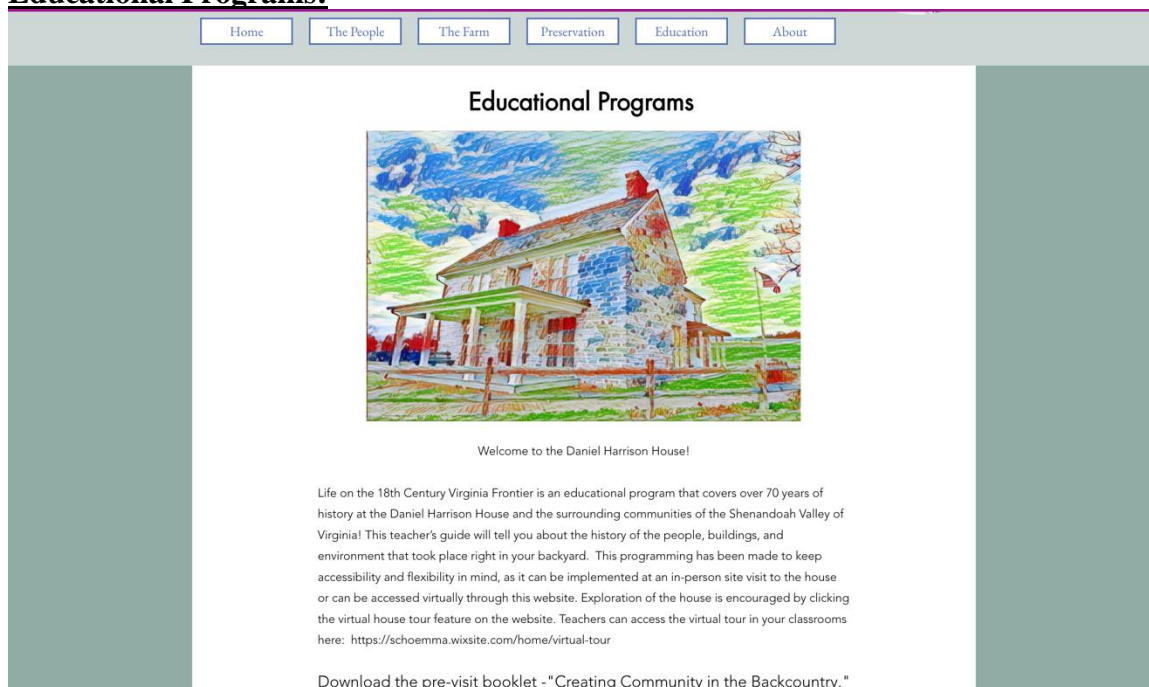 Educational Programs:
Home
The People
The Farm
Preservation
Education
About
Educational Programs
Welcome to the Daniel Harrison House!
Life on the 18th Century Virginia Frontier is an educational program that covers over 70 years of
history at the Daniel Harrison House and the surrounding communities of the Shenandoah Valley of
Virginia! This teacher's guide will tell you about the history of the people, buildings, and
environment that took place right in your backyard. This programming has been made to keep
accessibility and flexibility in mind, as it can be implemented at an in-person site visit to the house
or can be accessed virtually through this website. Exploration of the house is encouraged by clicking
the virtual house tour feature on the website. Teachers can access the virtual tour in your classrooms
here: https://schoemma.wixsite.com/home/virtual-tour
Download the pre-visit booklet -"Creating Community in the Backcountry."